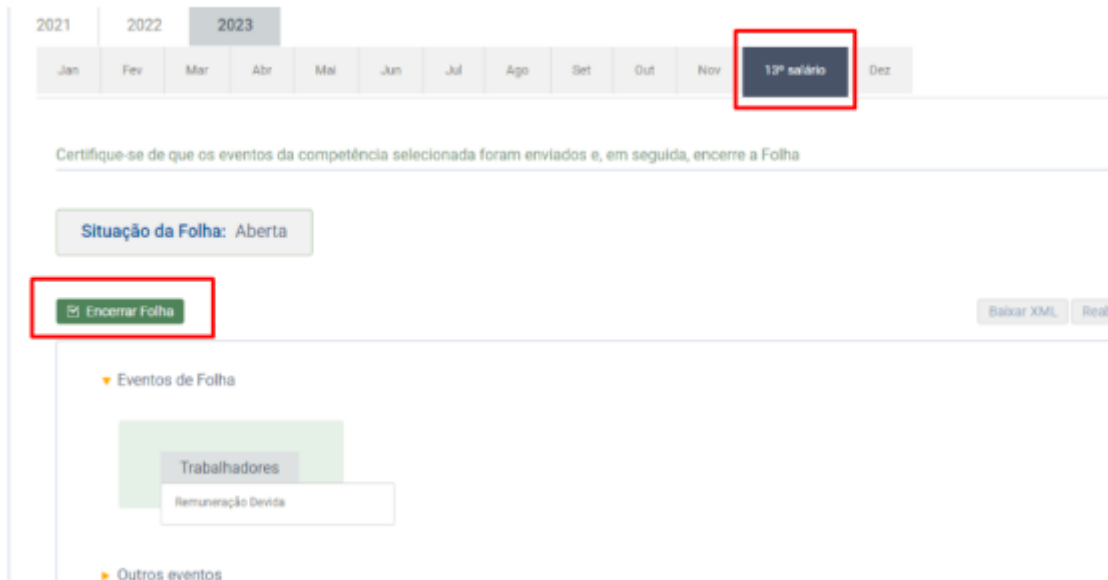 2021 2022 2023
Jan Fev Mar Abr Mai Jun Jul Ago Set Out Nov 13º salário Dez
Certifique-se de que os eventos da competência selecionada foram enviados e, em seguida, encerre a Folha
Situação da Folha: Aberta
Encerrar Folha Baixar XML
Eventos de Folha
Trabalhadores
Remuneração Devida
Outros eventos